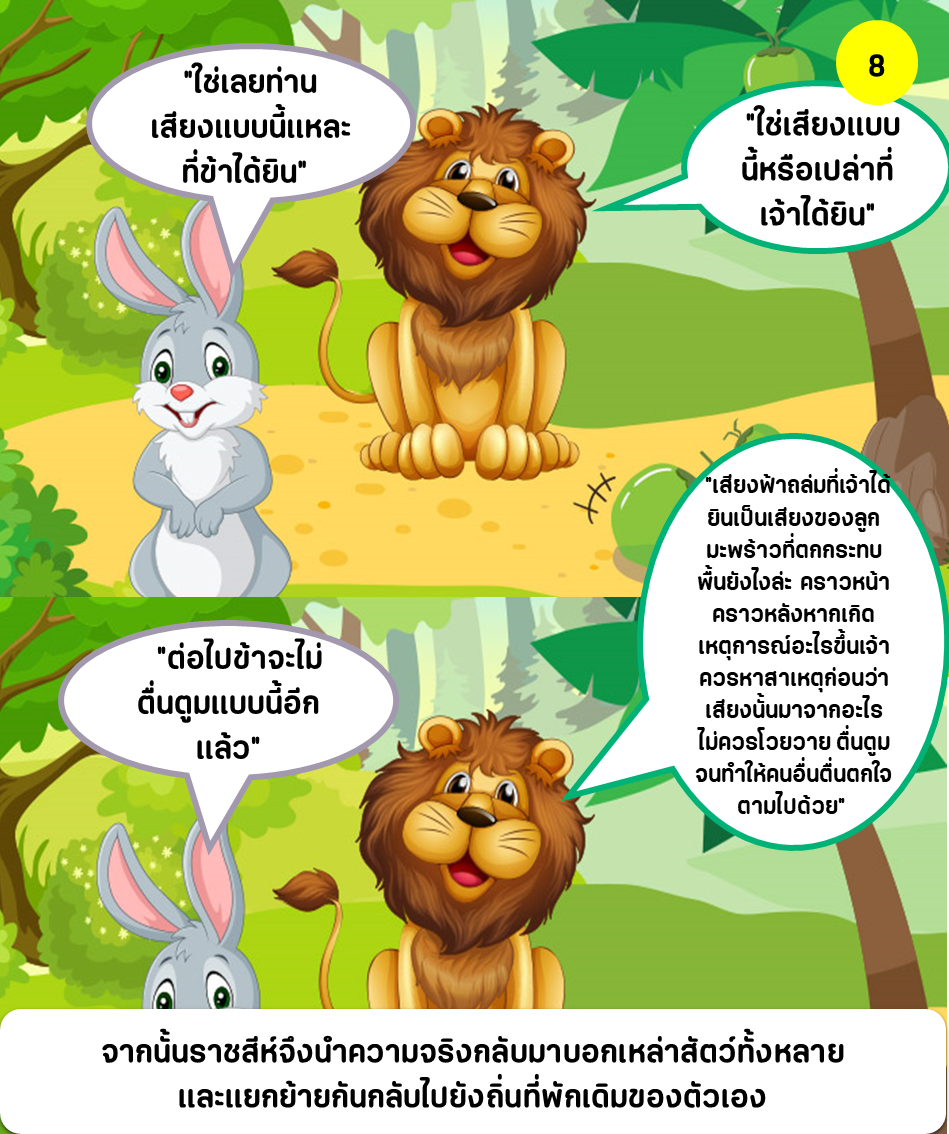 8
"ใช่เสียงแบบ
นี้หรือเปล่าที่
เจ้าได้ยิน"
"ใช่เลยท่าน
เสียงแบบนี้แหละ
ที่ข้าได้ยิน"
"เสียงฟ้าถล่มที่เจ้าได้
ยินเป็นเสียงของลูก
มะพร้าวที่ตกกระทบ
พื้นยังไงล่ะ คราวหน้า
คราวหลังหากเกิด
เหตุการณ์อะไรขึ้นเจ้า
ควรหาสาเหตุก่อนว่า
เสียงนั้นมาจากอะไร
ไม่ควรโวยวาย ตื่นตูม
จนทำให้คนอื่นตื่นตกใจ
ตามไปด้วย"
"ต่อไปข้าจะไม่
ตื่นตูมแบบนี้อีก
แล้ว"
จากนั้นราชสีห์จึงนำความจริงกลับมาบอกเหล่าสัตว์ทั้งหลาย
และแยกย้ายกันกลับไปยังถิ่นที่พักเดิมของตัวเอง